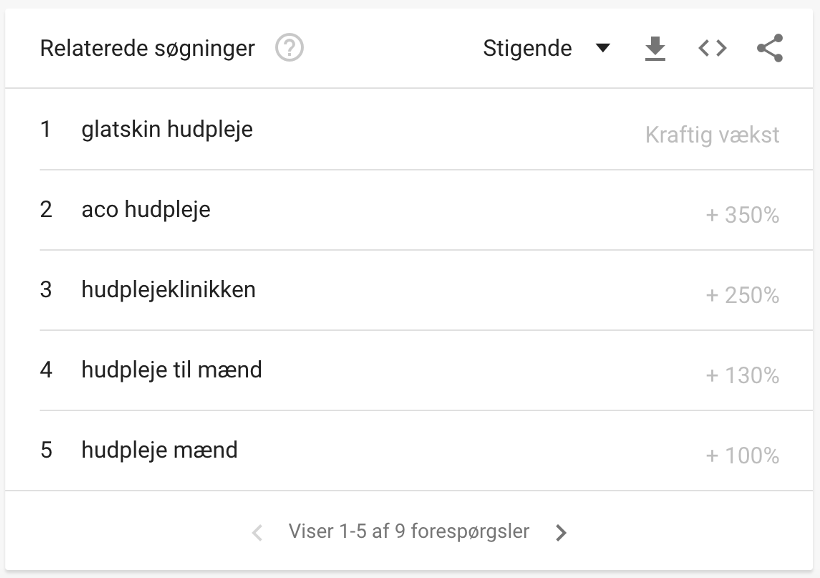 Relaterede søgninger ? Stigende
1 glatskin hudpleje Kraftig vækst
2 aco hudpleje + 350%
3 hudplejeklinikken + 250%
4 hudpleje til mænd + 130%
5 hudpleje mænd + 100%
Viser 1-5 af 9 forespørgsler